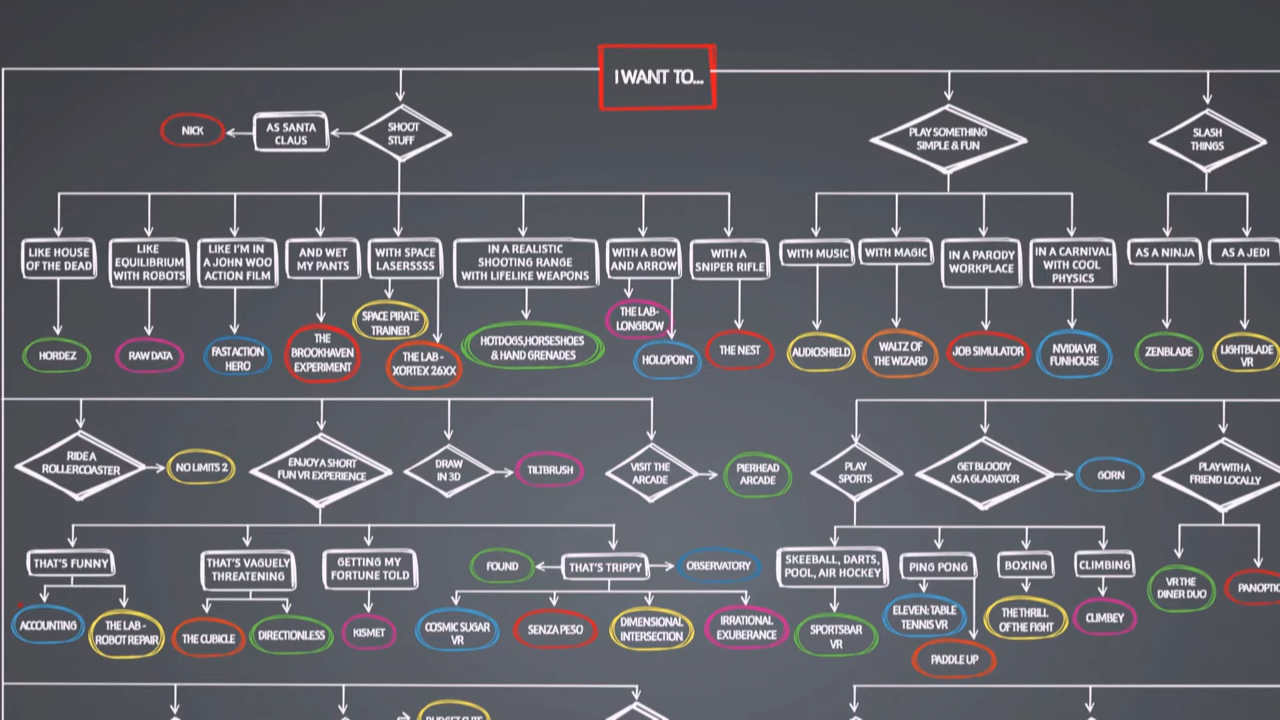 I WANT TO...
NICK
AS SANTA
CLAUS
SHOOT
STUFF
PLAY SOMETHING
SIMPLE & FUN
SLASH
THINGS
LIKE HOUSE
OF THE DEAD
LIKE
EQUILIBRIUM
WITH ROBOTS
LIKE I'M IN
A JOHN WOO
ACTION FILM
AND WET
MY PANTS
WITH SPACE
LASERSSSS
IN A REALISTIC
SHOOTING RANGE
WITH LIFELIKE WEAPONS
WITH A BOW
AND ARROW
WITH A
SNIPER RIFLE
WITH MUSIC
WITH MAGIC
IN A PARODY
WORKPLACE
IN A CARNIVAL
WITH COOL
PHYSICS
AS A NINJA
AS A JEDI
HORDEZ
RAW DATA
FAST ACTION
HERO
THE
BROOKHAVEN
EXPERIMENT
SPACE PIRATE
TRAINER
THE LAB -
XORTEX 26XX
HOTDOGS,HORSESHOES
& HAND GRENADES
THE LAB-
LONGBOW
HOLOPOINT
THE NEST
AUDIOSHIELD
WALTZ OF
THE WIZARD
JOB SIMULATOR
NVIDIA VR
FUNHOUSE
ZENBLADE
LIGHTBLADE
VR
RIDE A
ROLLERCOASTER
NO LIMITS 2
ENJOY A SHORT
FUN VR EXPERIENCE
DRAW
IN 3D
TILTBRUSH
VISIT THE
ARCADE
PIERHEAD
ARCADE
PLAY
SPORTS
GET BLOODY
AS A GLADIATOR
GORN
PLAY WITH A
FRIEND LOCALLY
THAT'S FUNNY
THAT'S VAGUELY
THREATENING
GETTING MY
FORTUNE TOLD
FOUND
THAT'S TRIPPY
OBSERVATORY
SKEEBALL, DARTS,
POOL, AIR HOCKEY
PING PONG
BOXING
CLIMBING
VR THE
DINER DUO
PANOPTIC
ACCOUNTING
THE LAB -
ROBOT REPAIR
THE CUBICLE
DIRECTIONLESS
KISMET
COSMIC SUGAR
VR
SENZA PESO
DIMENSIONAL
INTERSECTION
IRRATIONAL
EXUBERANCE
SPORTSBAR
VR
ELEVEN: TABLE
TENNIS VR
PADDLE UP
THE THRILL
OF THE FIGHT
CLIMBEY